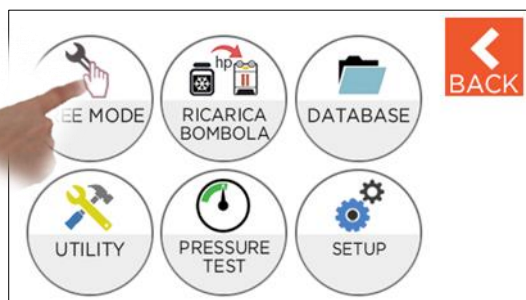 hp
EE MODE
RICARICA
BOMBOLA
DATABASE
BACK
UTILITY
PRESSURE
TEST
SETUP